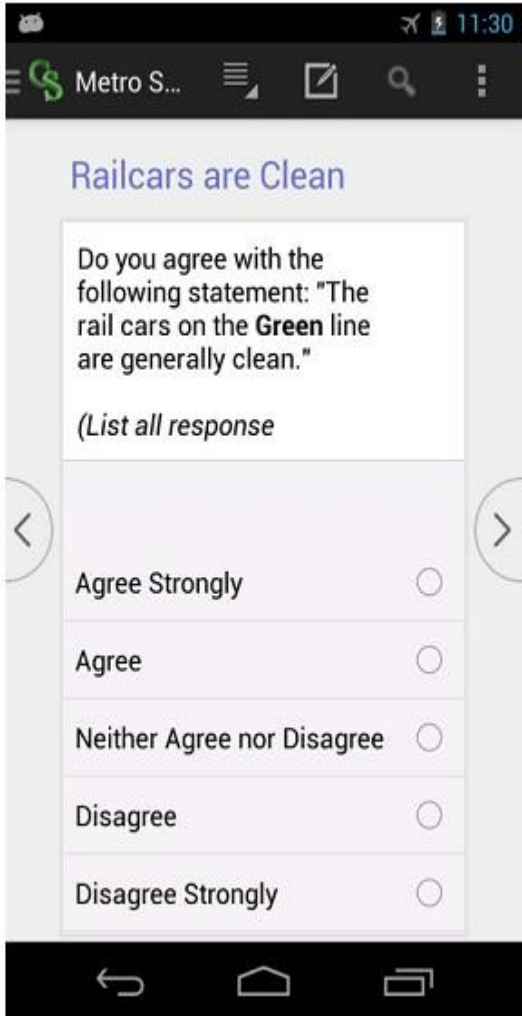 11:30
CS Metro S...
Railcars are Clean
Do you agree with the
following statement: "The
rail cars on the Green line
are generally clean."
(List all response
Agree Strongly
Agree
Neither Agree nor Disagree
Disagree
Disagree Strongly